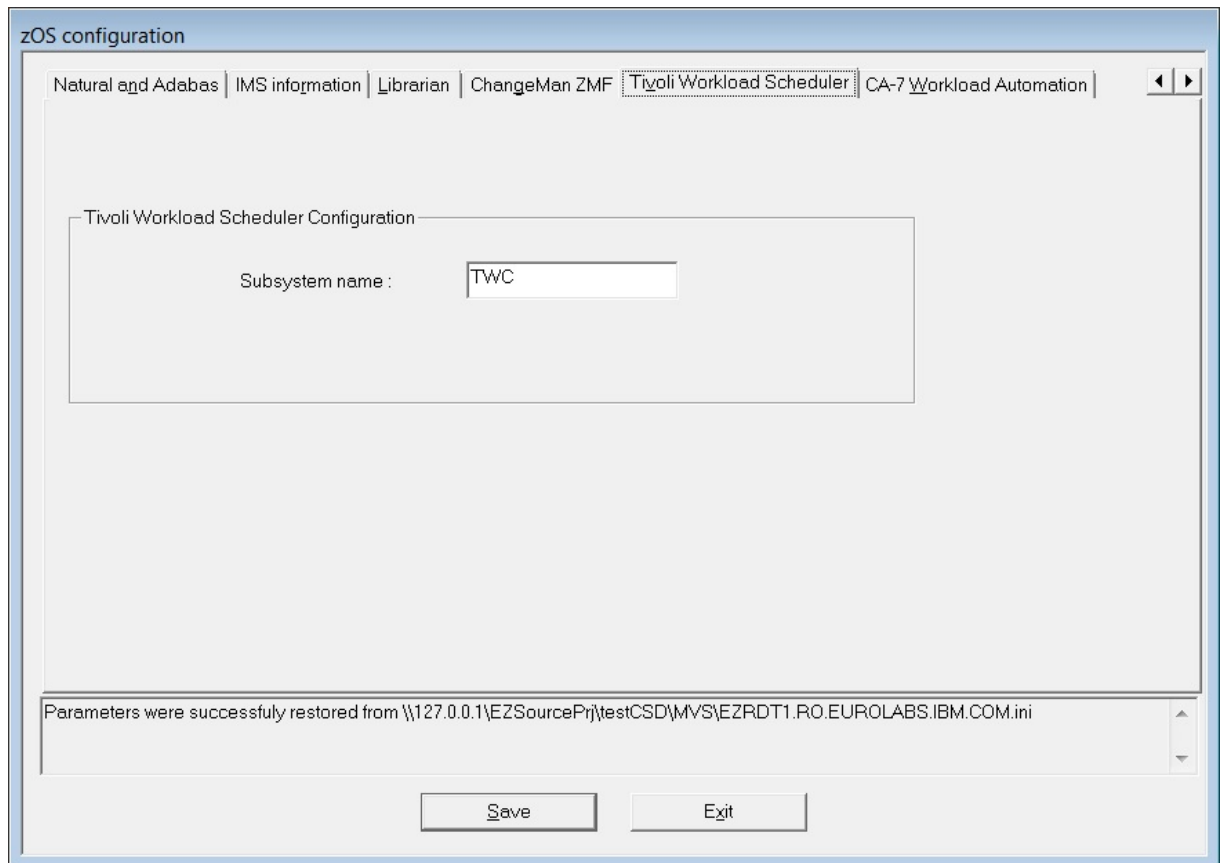 zOS configuration
Natural and Adabas IMS information Librarian ChangeMan ZMF Tivoli Workload Scheduler CA-7 Workload Automation
Tivoli Workload Scheduler Configuration
Subsystem name : TWC
Parameters were successfuly restored from \\127.0.0.1\EZSourcePrj\testCSD\MVS\EZRDT1.RO.EUROLABS.IBM.COM.ini
Save Exit